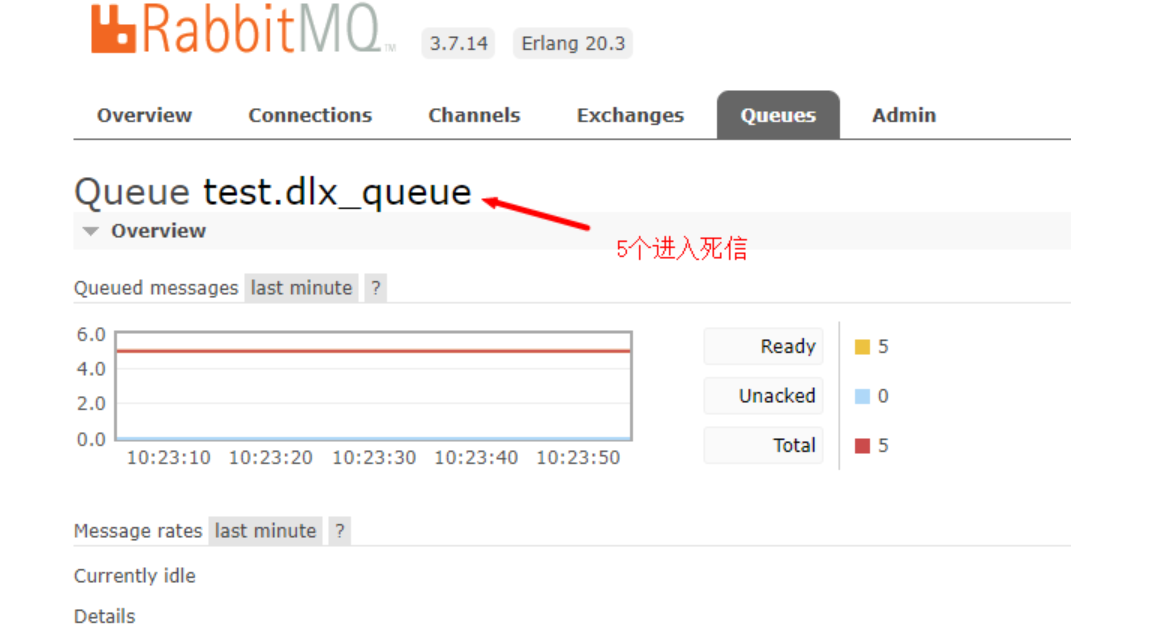 RabbitMQ™ 3.7.14 Erlang 20.3
Overview Connections Channels Exchanges Queues Admin
Queue test.dlx_queue
Overview
5个进入死信
Queued messages last minute ?
6.0
4.0
2.0
0.0
10:23:10 10:23:20 10:23:30 10:23:40 10:23:50
Ready 5
Unacked 0
Total 5
Message rates last minute ?
Currently idle
Details